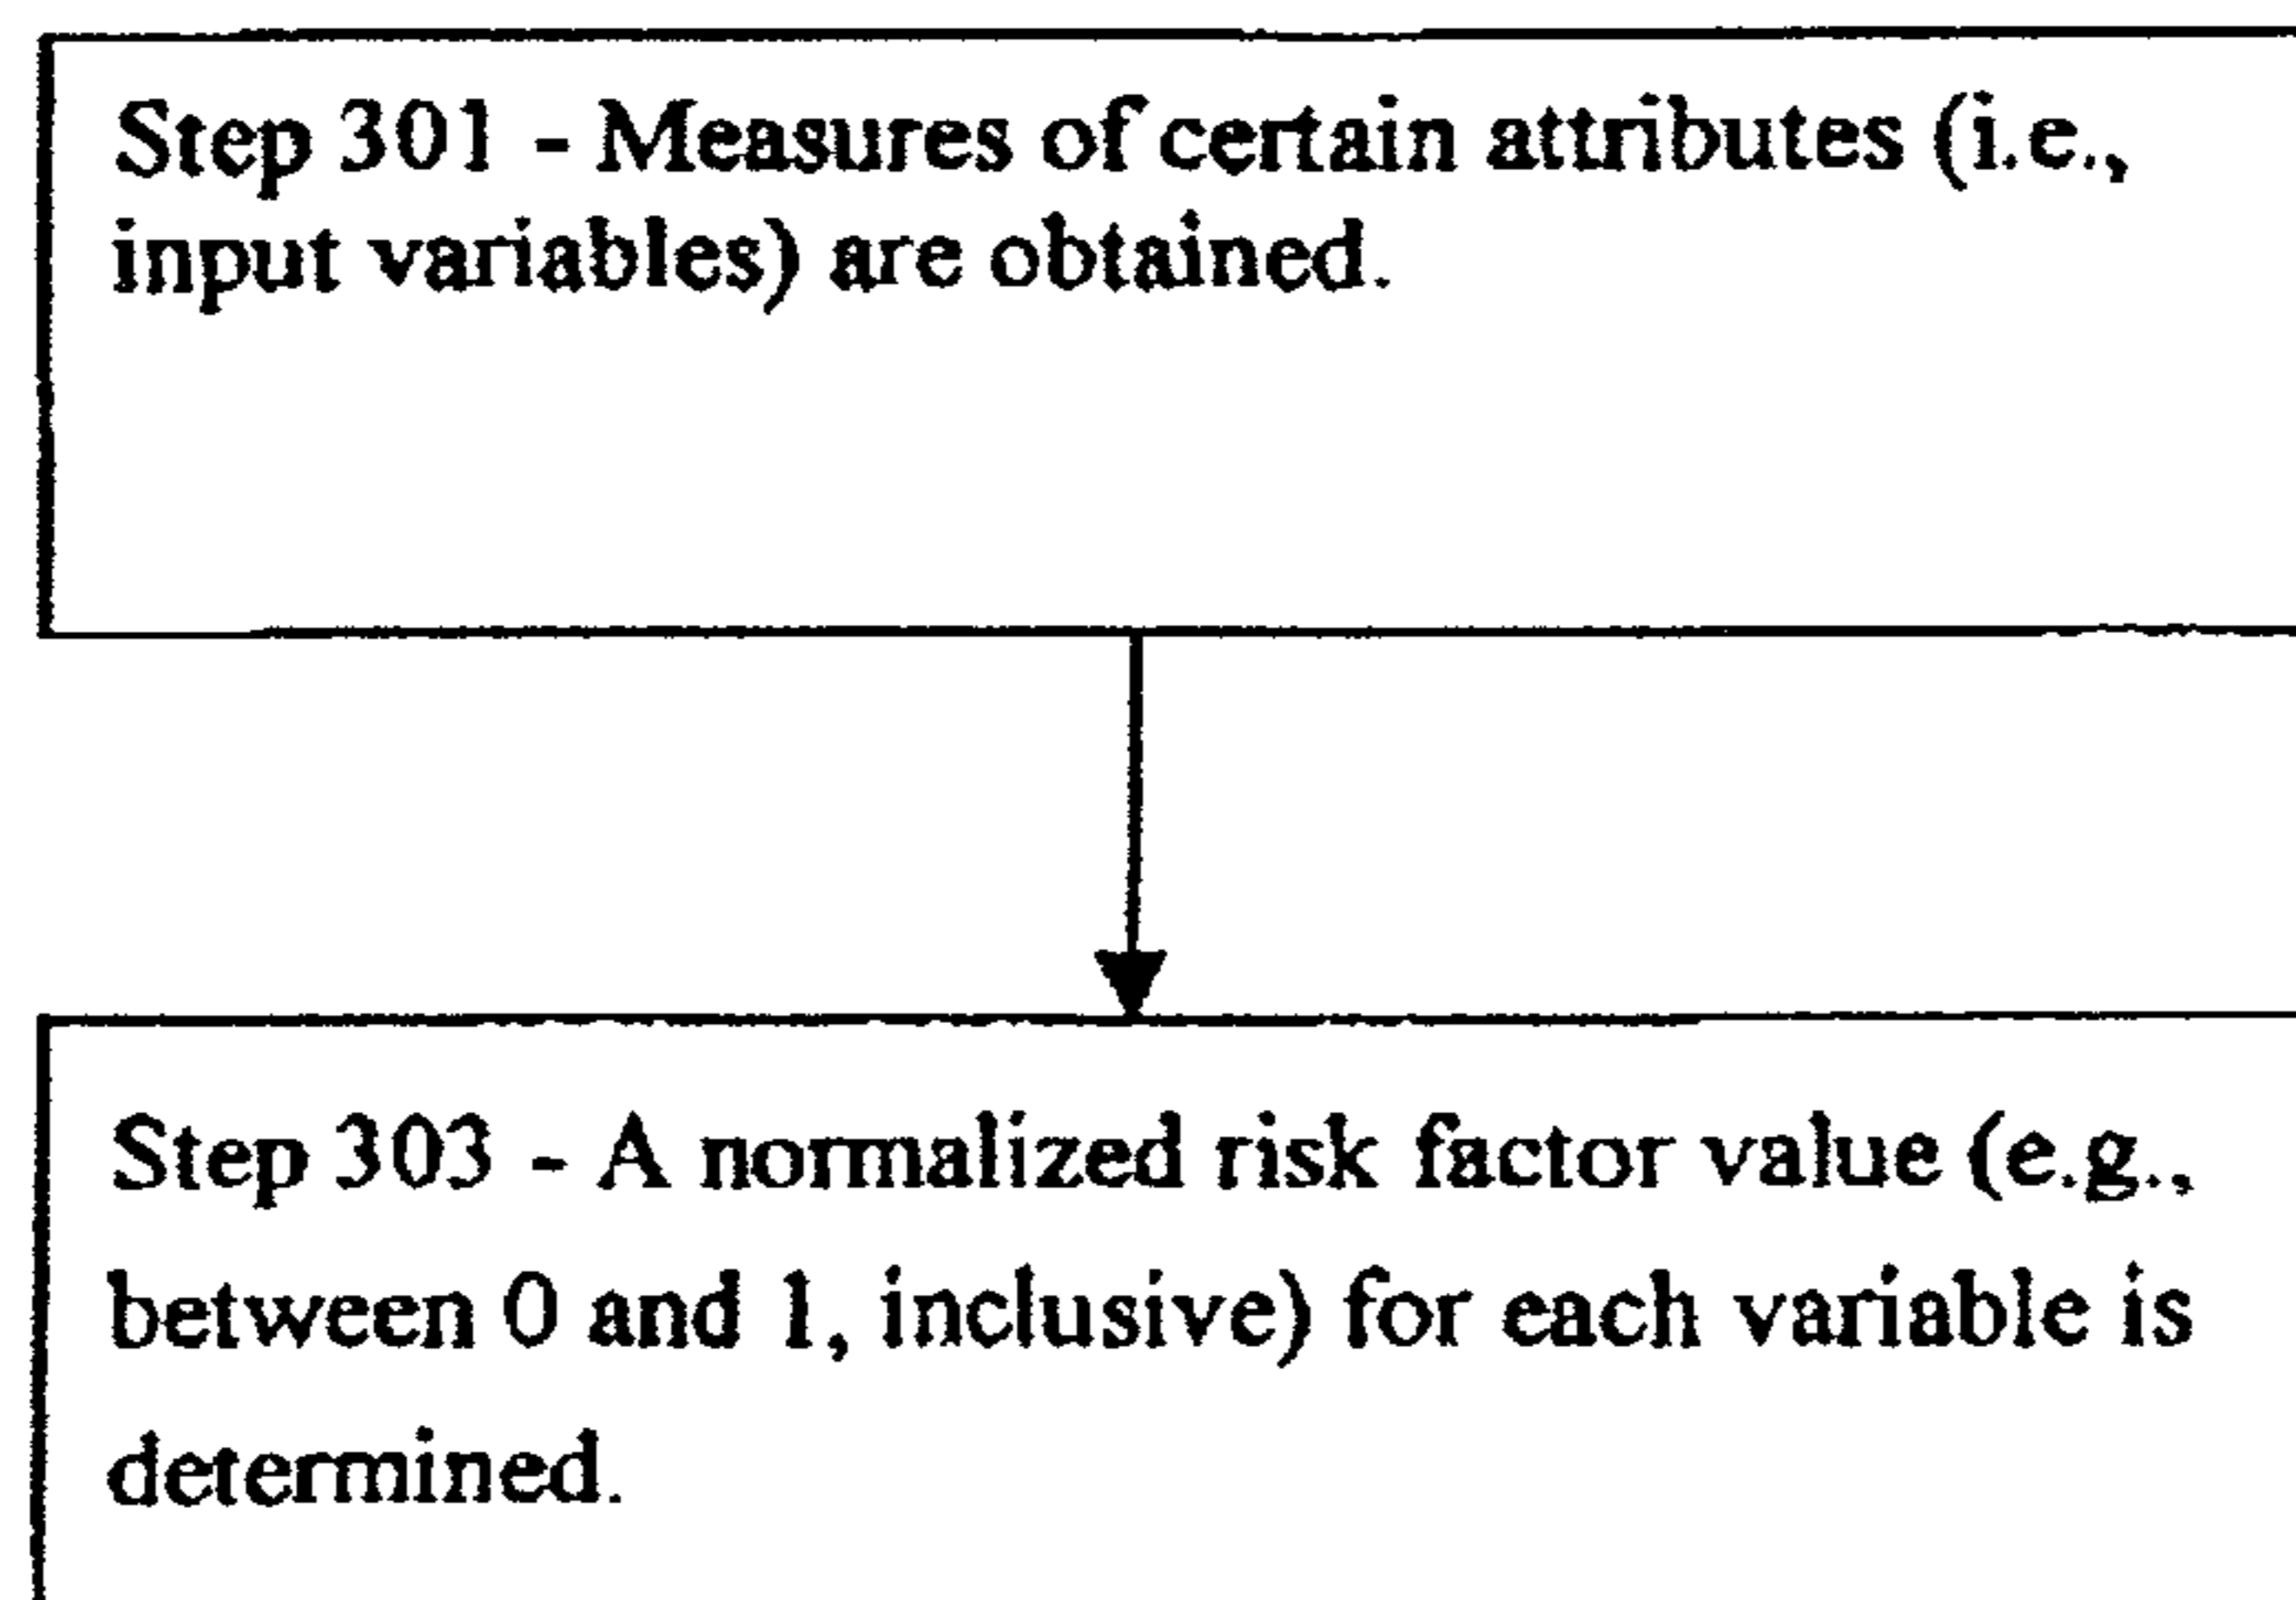 Step 301 - Measures of certain attributes (i.e.,
input variables) are obtained.
Step 303 - A normalized risk factor value (e.g.,
between 0 and 1, inclusive) for each variable is
determined.